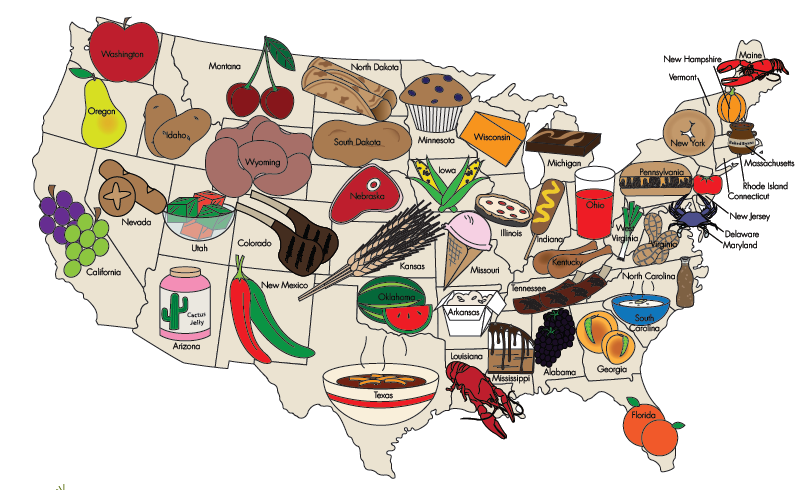 Washington
Montana
North Dakota
Minnesota
Wisconsin
Michigan
New Hampshire
Vermont
Maine
Oregon
Idaho
Wyoming
South Dakota
New York
Massachusetts
Rhode Island
Connecticut
New Jersey
Delaware
Maryland
Pennsylvania
Nevada
Utah
Colorado
Nebraska
Iowa
Illinois
Indiana
Ohio
West
Virginia
Virginia
California
Kansas
Missouri
Kentucky
Tennessee
North Carolina
South
Carolina
Cactus
Jelly
Arizona
New Mexico
Oklahoma
Arkansas
Texas
Louisiana
Mississippi
Alabama
Georgia
Florida